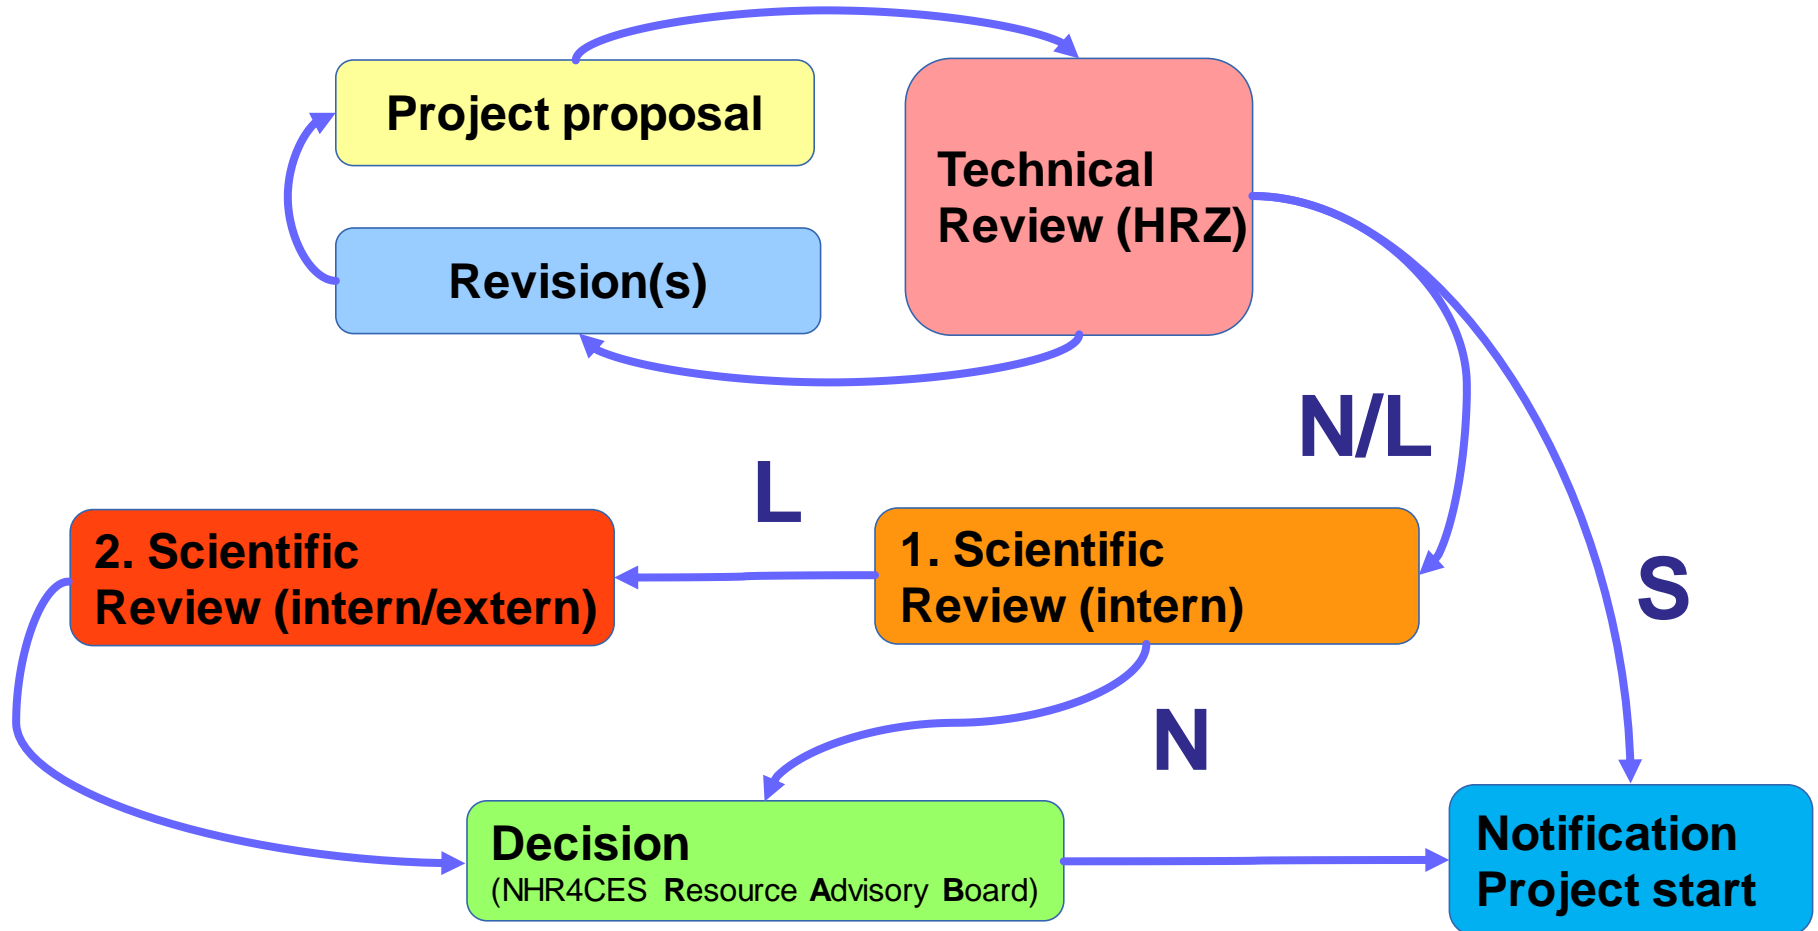 Project proposal
Technical
Review (HRZ)
Revision(s)
N/L
L
2. Scientific
Review (intern/extern)
1. Scientific
Review (intern)
S
N
Decision
(NHR4CES Resource Advisory Board)
Notification
Project start